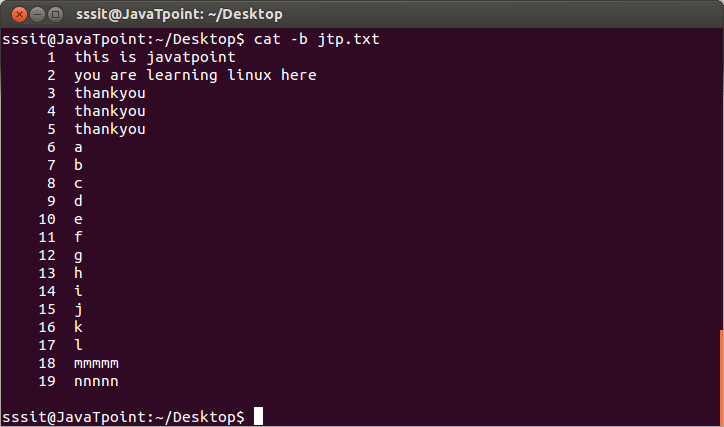 sssit@JavaTpoint: ~/Desktop
sssit@JavaTpoint:~/Desktop$ cat -b jtp.txt
     1  this is javatpoint
     2  you are learning linux here
     3  thankyou
     4  thankyou
     5  thankyou
     6  a
     7  b
     8  c
     9  d
    10  e
    11  f
    12  g
    13  h
    14  i
    15  j
    16  k
    17  l
    18  mmmmm
    19  nnnnn
sssit@JavaTpoint:~/Desktop$